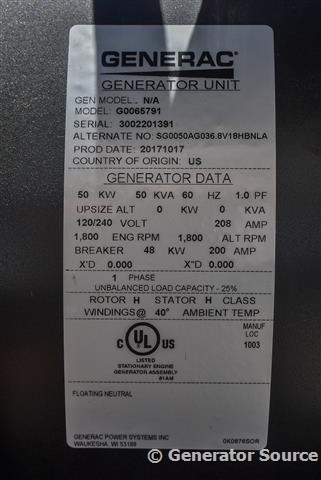 GENERAC
GENERATOR UNIT
GEN MODEL: N/A
MODEL: G0065791
SERIAL: 3002201391
ALTERNATE NO: SG0050AG036.8V18HBNLA
PROD DATE: 20171017
COUNTRY OF ORIGIN: US
GENERATOR DATA
50 KW 50 KVA 60 HZ 1.0 PF
UPSIZE ALT 0 KW 0 KVA
120/240 VOLT 208 AMP
1,800 ENG RPM 1,800 ALT RPM
BREAKER 48 KW 200 AMP
X'D 0.000 X"D 0.000
1 PHASE
UNBALANCED LOAD CAPACITY - 25%
ROTOR H STATOR H CLASS
WINDINGS @ 40° AMBIENT TEMP
C UL US
LISTED
STATIONARY ENGINE
GENERATOR ASSEMBLY
81AM
MANUF
LOC
1003
FLOATING NEUTRAL
GENERAC POWER SYSTEMS INC
WAUKESHA, WI 53189
0K0876SOR
© Generator Source